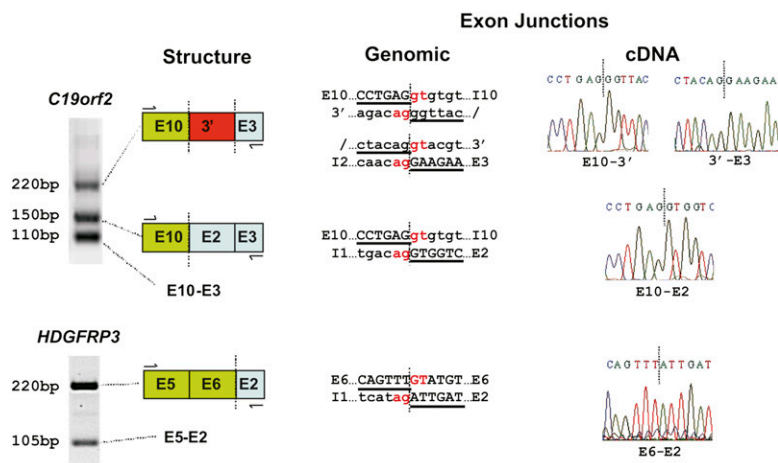 Exon Junctions
Structure
Genomic
cDNA
C19orf2
E10 3' E3
220bp
150bp
110bp
E10…CCTGAGgtgtgt…I10
3'…agacagggttac…/
/…ctacaggtacgt…3'
I2…caacagGAAGAA…E3
CCTGAGGGTTAC
E10-3'
CTACAGGAAGAA
3'-E3
E10 E2 E3
E10-E3
E10…CCTGAGgtgtgt…I10
I1…tgacagGTGGTC…E2
CCTGAGGTGGTC
E10-E2
HDGFRP3
220bp
105bp
E5 E6 E2
E5-E2
E6…CAGTTTGTATGT…E6
I1…tcatagATTGAT…E2
CAGTTTATTGAT
E6-E2